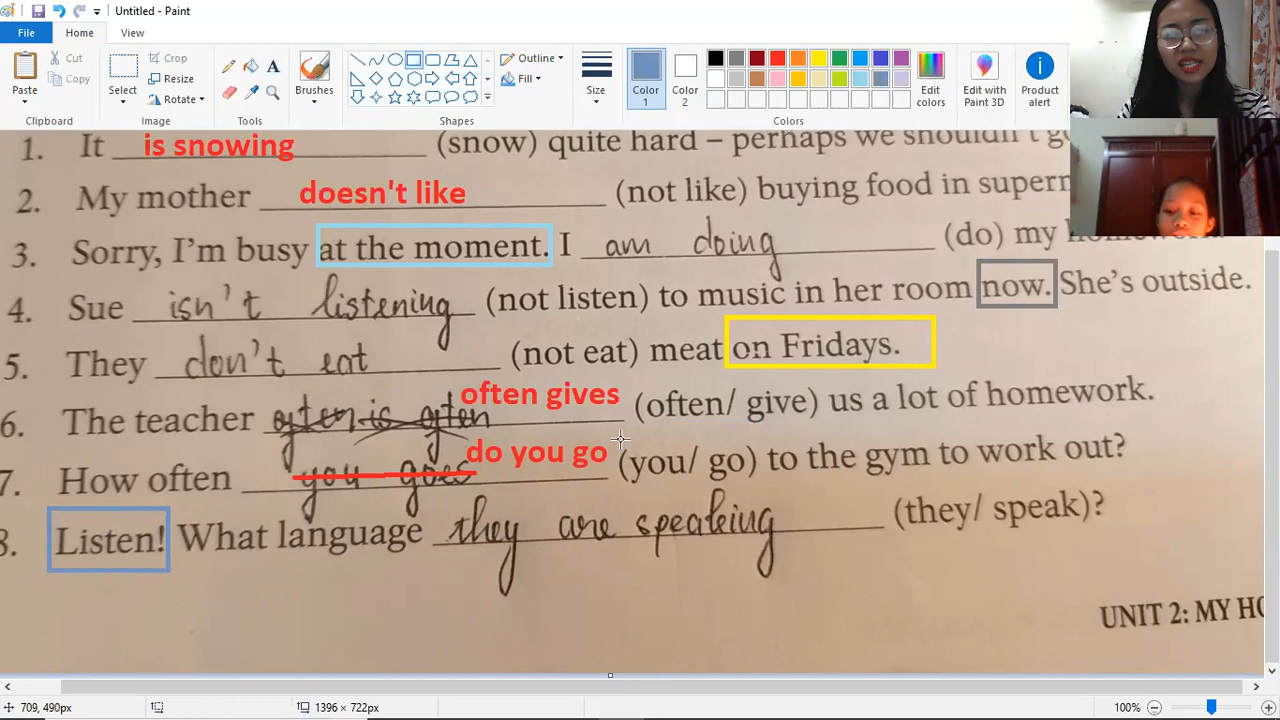 Untitled - Paint
File Home View
Paste Cut Copy Select Crop Resize Rotate Brushes Outline Fill Size Color 1 Color 2 Edit colors Edit with Paint 3D Product alert
Clipboard Image Tools Shapes Colors
1. It is snowing (snow) quite hard – perhaps we shouldn't
2. My mother doesn't like (not like) buying food in
3. Sorry, I'm busy at the moment. I am doing (do) my
4. Sue isn't listening (not listen) to music in her room now. She's outside.
5. They don't eat (not eat) meat on Fridays.
6. The teacher often is often often gives (often/ give) us a lot of homework.
7. How often you goes do you go (you/ go) to the gym to work out?
Listen! What language they are speaking (they/ speak)?
UNIT 2: MY
709, 490px 1396 × 722px 100%